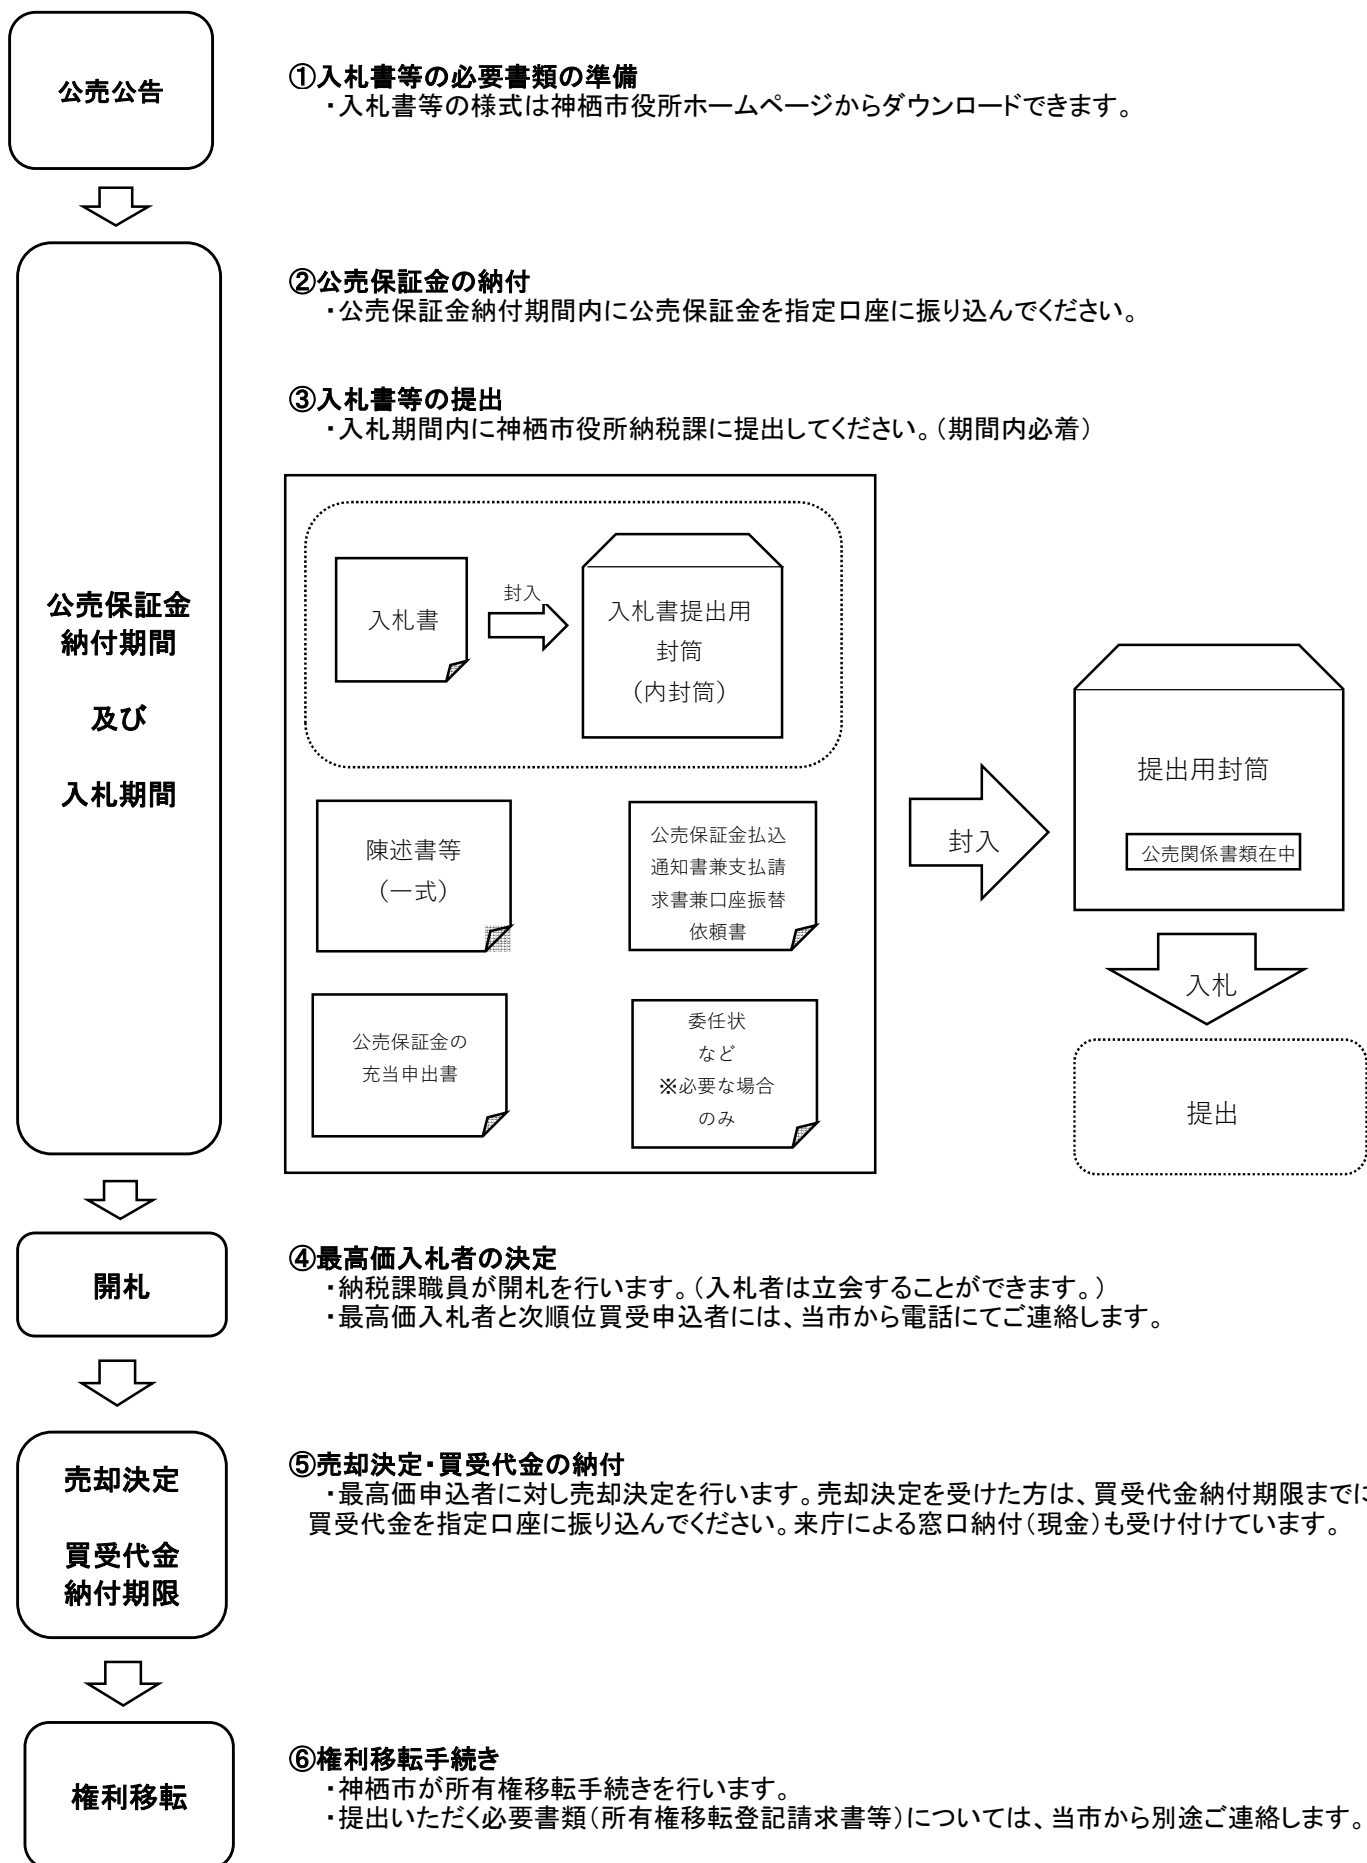 公売公告
①入札書等の必要書類の準備
・入札書等の様式は神栖市役所ホームページからダウンロードできます。
公売保証金
納付期間
及び
入札期間
②公売保証金の納付
・公売保証金納付期間内に公売保証金を指定口座に振り込んでください。
③入札書等の提出
・入札期間内に神栖市役所納税課に提出してください。（期間内必着）
入札書
封入
入札書提出用
封筒
（内封筒）
陳述書等
（一式）
公売保証金払込
通知書兼支払請
求書兼口座振替
依頼書
公売保証金の
充当申出書
委任状
など
※必要な場合
のみ
封入
提出用封筒
公売関係書類在中
入札
提出
開札
④最高価入札者の決定
・納税課職員が開札を行います。（入札者は立会することができます。）
・最高価入札者と次順位買受申込者には、当市から電話にてご連絡します。
売却決定
買受代金
納付期限
⑤売却決定・買受代金の納付
・最高価申込者に対し売却決定を行います。売却決定を受けた方は、買受代金納付期限までに
買受代金を指定口座に振り込んでください。来庁による窓口納付（現金）も受け付けています。
権利移転
⑥権利移転手続き
・神栖市が所有権移転手続きを行います。
・提出いただく必要書類（所有権移転登記請求書等）については、当市から別途ご連絡します。